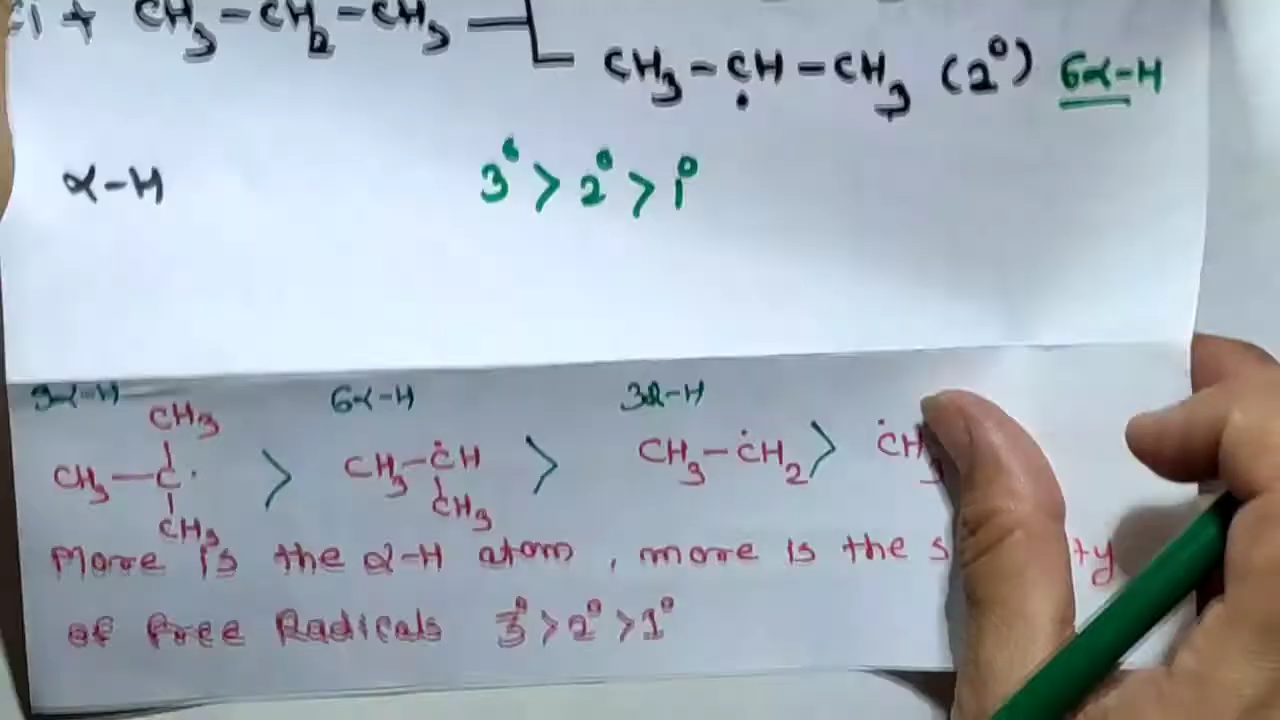 + CH3-CH2-CH3
CH3-ĊH-CH3 (2°) 6α-H
α-H
3° > 2° > 1°
9α-H 6α-H 3α-H
CH3
CH3-C· > CH3-ĊH > CH3-ĊH2 > ĊH3
CH3 CH3
More is the α-H atom, more is the
of free Radicals 3° > 2° > 1°